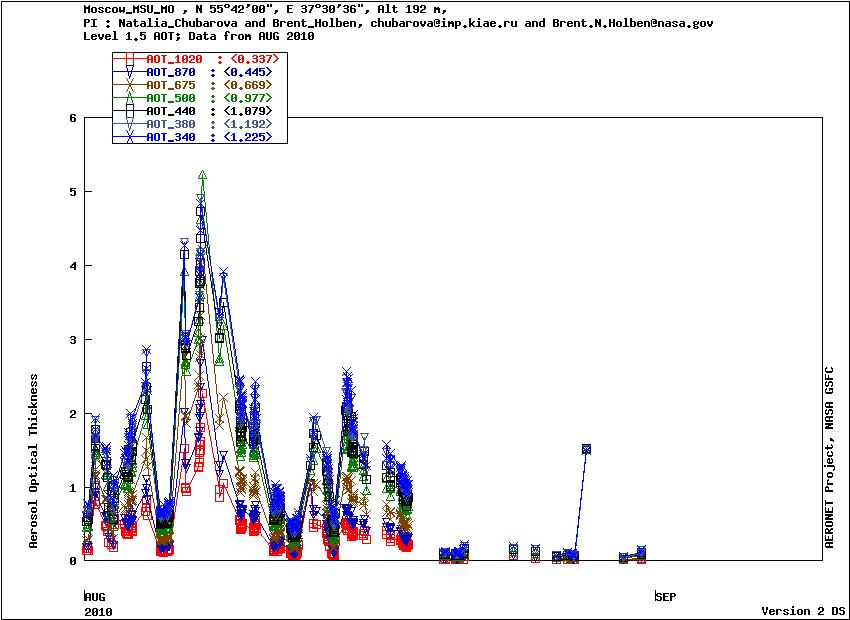 Moscow_MSU_MO , N 55°42'00", E 37°30'36", Alt 192 m,
PI : Natalia_Chubarova and Brent_Holben, chubarova@imp.kiae.ru and Brent.N.Holben@nasa.gov
Level 1.5 AOT; Data from AUG 2010
AOT_1020 : <0.337>
AOT_870 : <0.445>
AOT_675 : <0.669>
AOT_500 : <0.977>
AOT_440 : <1.079>
AOT_380 : <1.192>
AOT_340 : <1.225>
6
5
4
3
2
1
0
Aerosol Optical Thickness
AERONET Project, NASA GSFC
AUG
2010
SEP
Version 2 DS